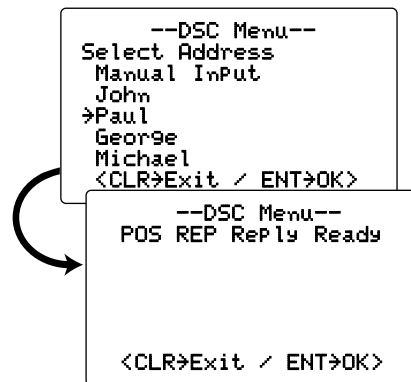 --DSC Menu--
Select Address
Manual Input
John
→Paul
George
Michael
<CLR→Exit / ENT→OK>
--DSC Menu--
POS REP Reply Ready
<CLR→Exit / ENT→OK>